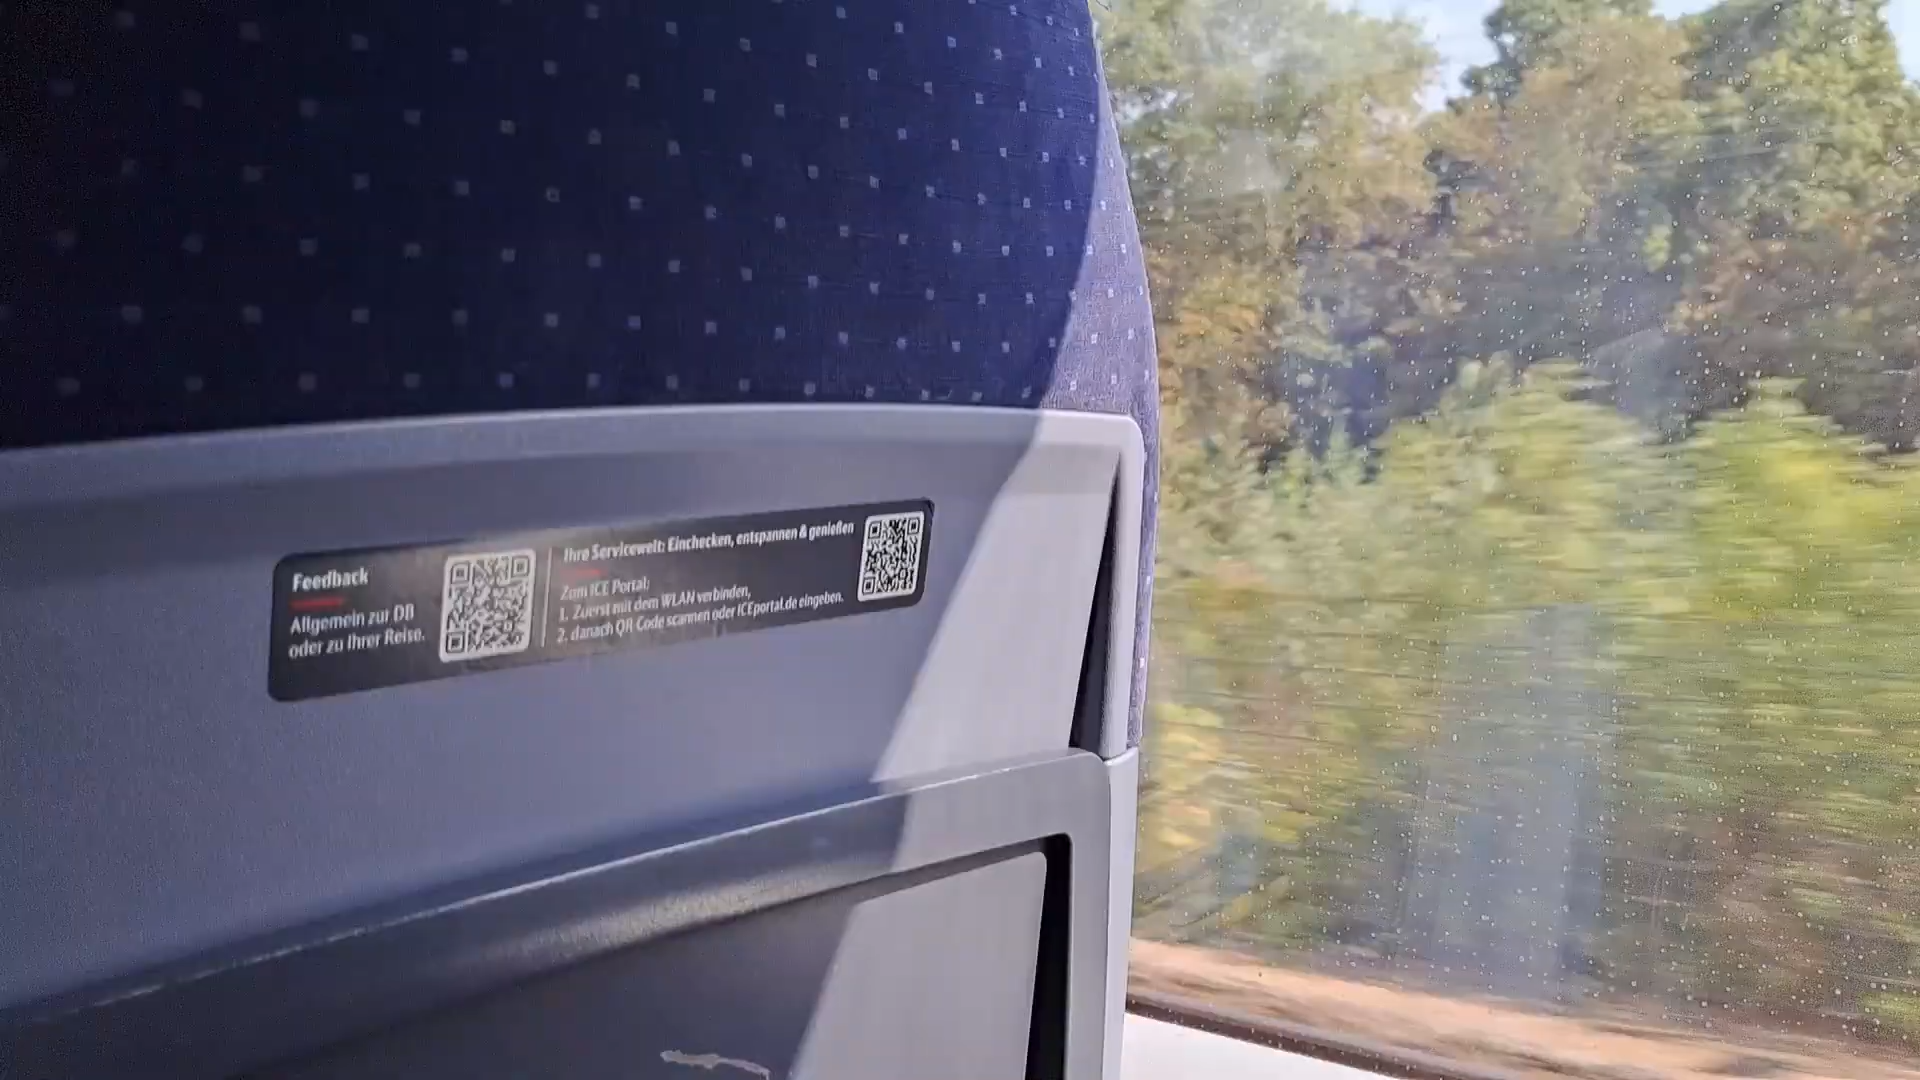 Feedback
Allgemein zur DB
oder zu Ihrer Reise.
Ihre Servicewelt: Einchecken, entspannen & genießen
Zum ICE Portal:
1. Zuerst mit dem WLAN verbinden,
2. danach QR Code scannen oder ICEportal.de eingeben.